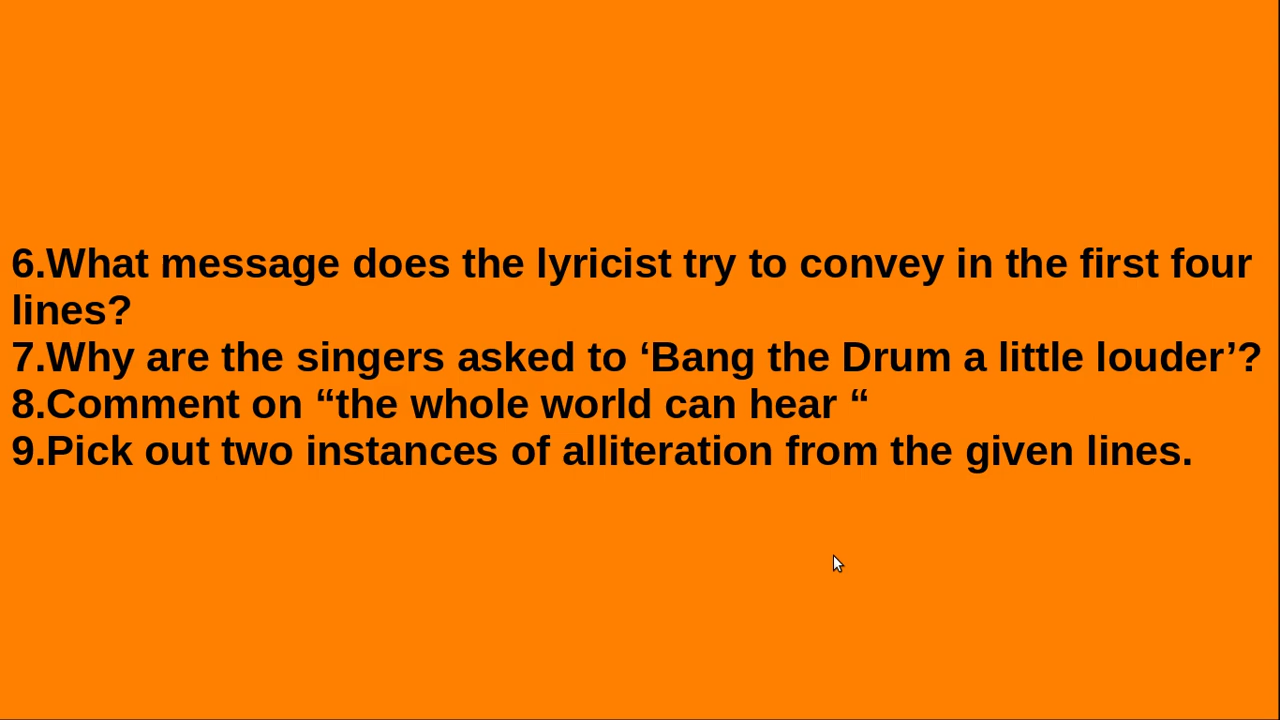 6.What message does the lyricist try to convey in the first four
lines?
7.Why are the singers asked to ‘Bang the Drum a little louder’?
8.Comment on “the whole world can hear “
9.Pick out two instances of alliteration from the given lines.